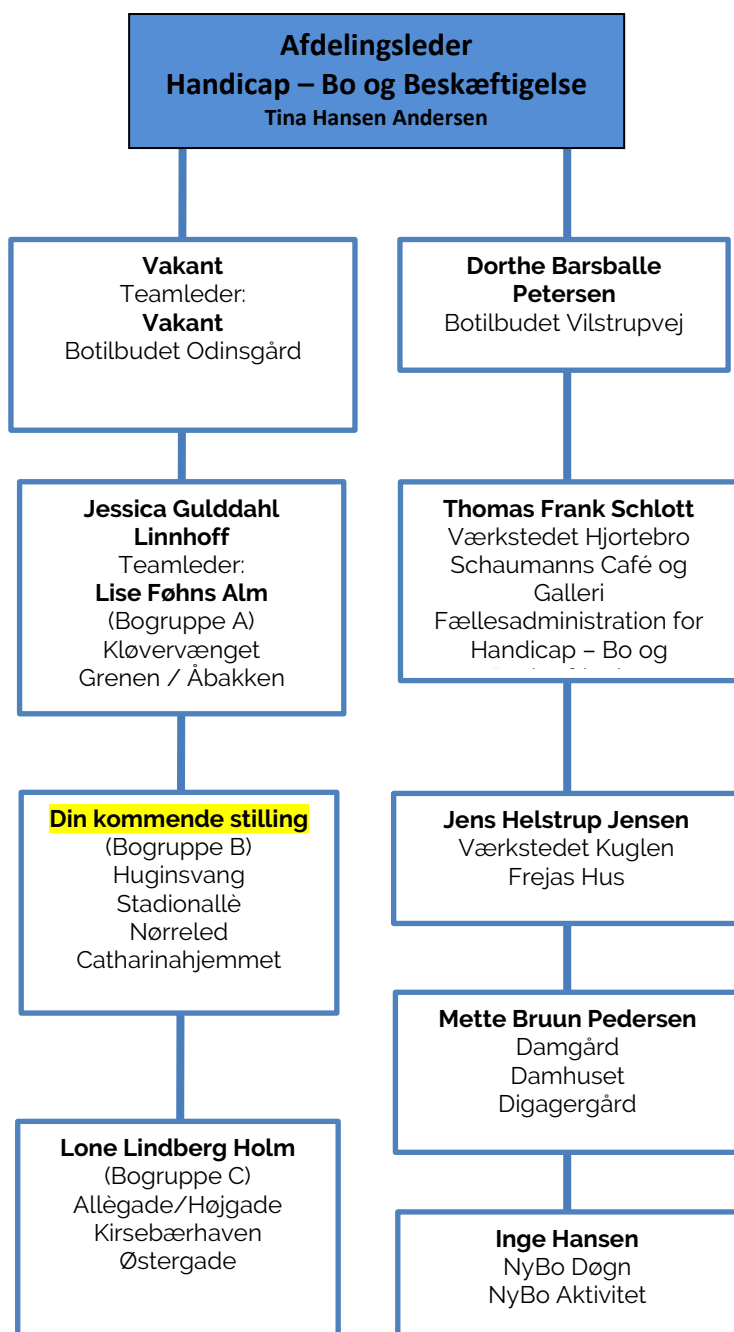 Afdelingsleder
Handicap – Bo og Beskæftigelse
Tina Hansen Andersen
Vakant
Teamleder:
Vakant
Botilbudet Odinsgård
Jessica Gulddahl
Linnhoff
Teamleder:
Lise Føhns Alm
(Bogruppe A)
Kløvervænget
Grenen / Åbakken
Din kommende stilling
(Bogruppe B)
Huginsvang
Stadionallè
Nørreled
Catharinahjemmet
Lone Lindberg Holm
(Bogruppe C)
Allègade/Højgade
Kirsebærhaven
Østergade
Dorthe Barsballe
Petersen
Botilbudet Vilstrupvej
Thomas Frank Schlott
Værkstedet Hjortebro
Schaumanns Café og
Galleri
Fællesadministration for
Handicap – Bo og
Jens Helstrup Jensen
Værkstedet Kuglen
Frejas Hus
Mette Bruun Pedersen
Damgård
Damhuset
Digagergård
Inge Hansen
NyBo Døgn
NyBo Aktivitet